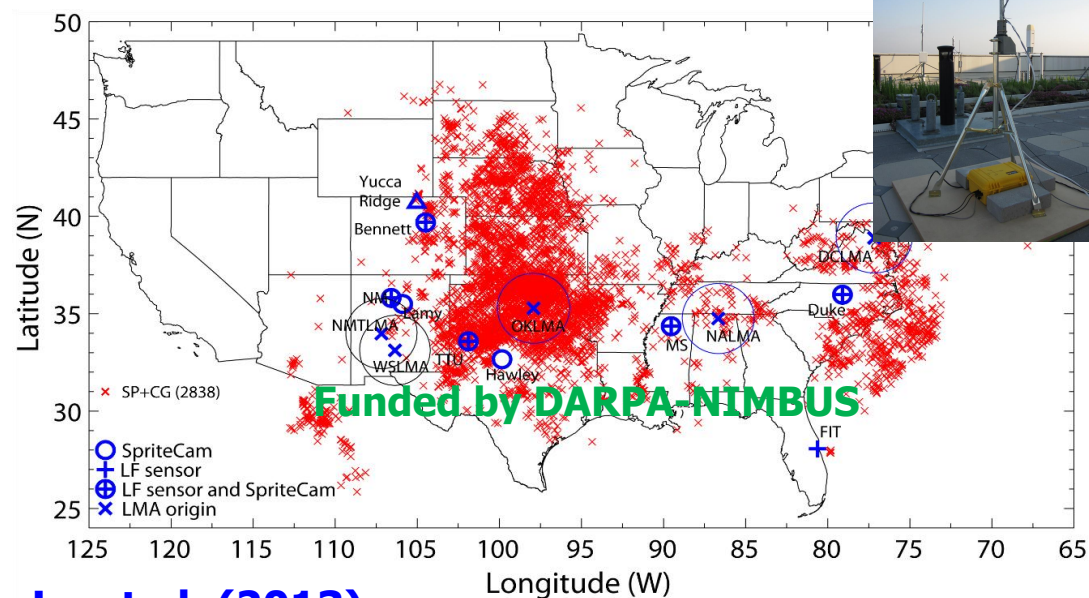 50
45
40
35
30
25
Latitude (N)
Yucca
Ridge
Bennett
Lamy
NMTLMA
WSLMA
TTU
Hawley
OKLMA
MS
NALMA
DCLMA
Duke
FIT
SP+CG (2838)
Funded by DARPA-NIMBUS
SpriteCam
LF sensor
LF sensor and SpriteCam
LMA origin
125 120 115 110 105 100 95 90 85 80 75 70 65
Longitude (W)
(2013)